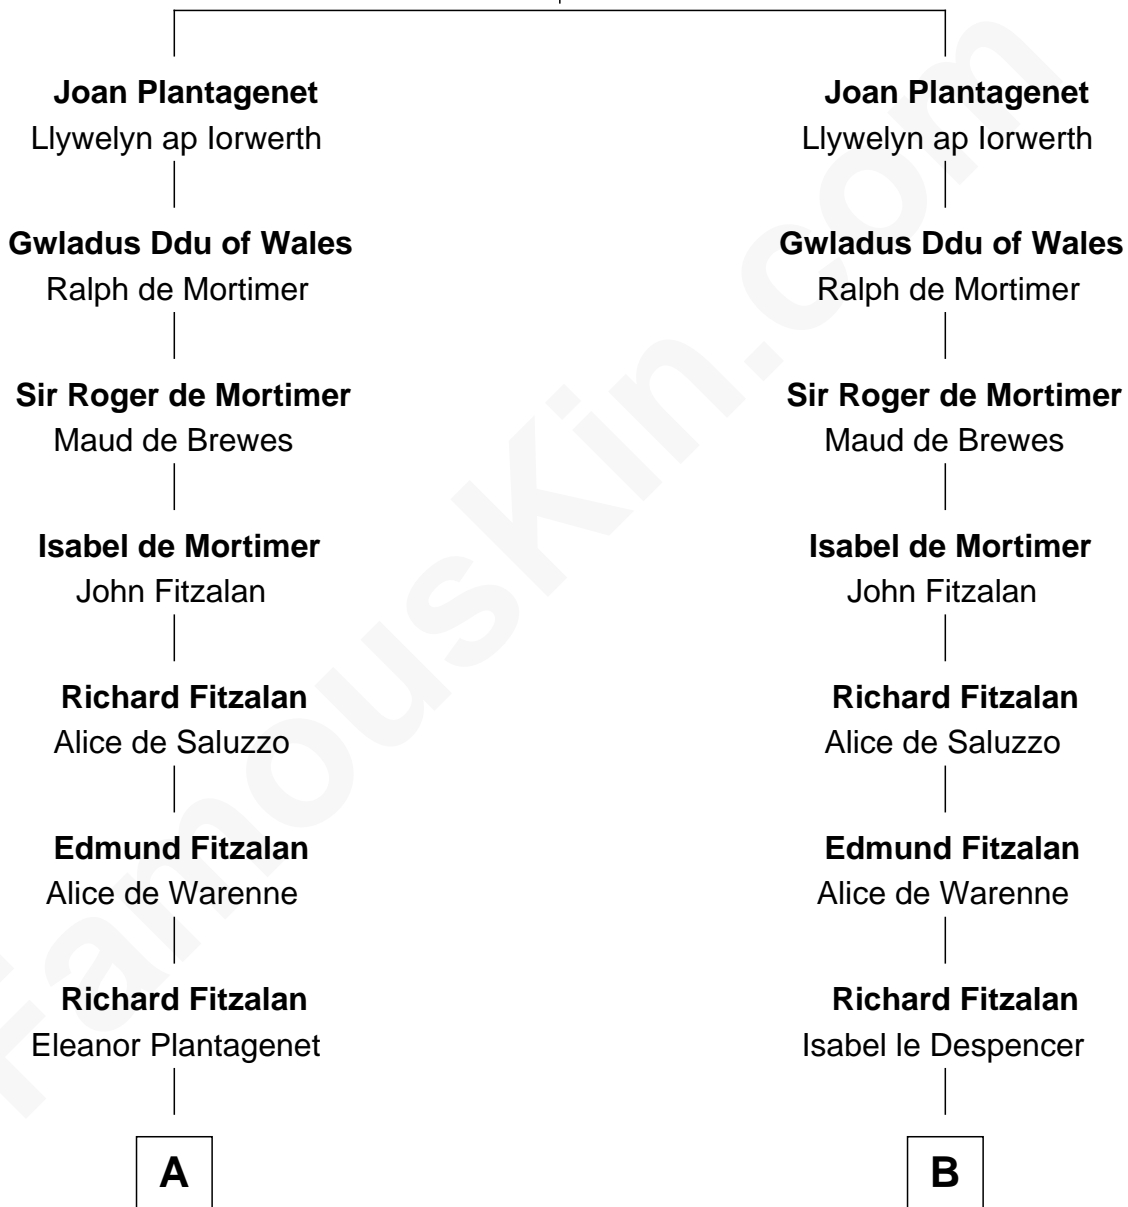 Joan Plantagenet
Llywelyn ap Iorwerth
Gwladus Ddu of Wales
Ralph de Mortimer
Sir Roger de Mortimer
Maud de Brewes
Isabel de Mortimer
John Fitzalan
Richard Fitzalan
Alice de Saluzzo
Edmund Fitzalan
Alice de Warenne
Richard Fitzalan
Eleanor Plantagenet
A
Joan Plantagenet
Llywelyn ap Iorwerth
Gwladus Ddu of Wales
Ralph de Mortimer
Sir Roger de Mortimer
Maud de Brewes
Isabel de Mortimer
John Fitzalan
Richard Fitzalan
Alice de Saluzzo
Edmund Fitzalan
Alice de Warenne
Richard Fitzalan
Isabel le Despencer
B
FamousKin.com